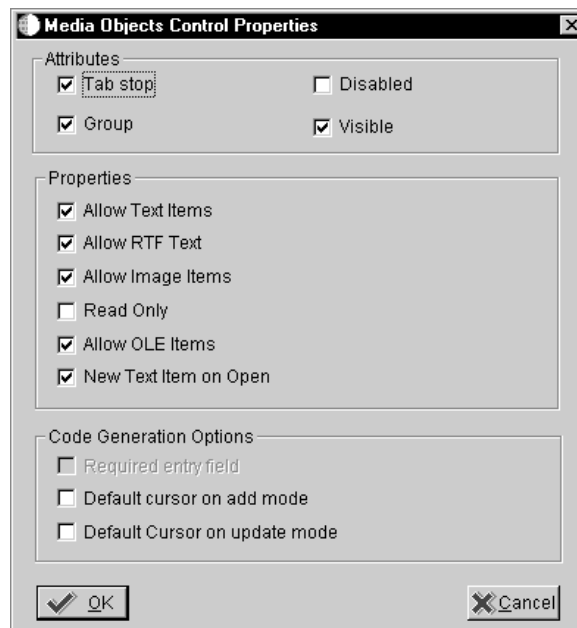 Media Objects Control Properties
Attributes
Tab stop
Disabled
Group
Visible
Properties
Allow Text Items
Allow RTF Text
Allow Image Items
Read Only
Allow OLE Items
New Text Item on Open
Code Generation Options
Required entry field
Default cursor on add mode
Default Cursor on update mode
OK
Cancel